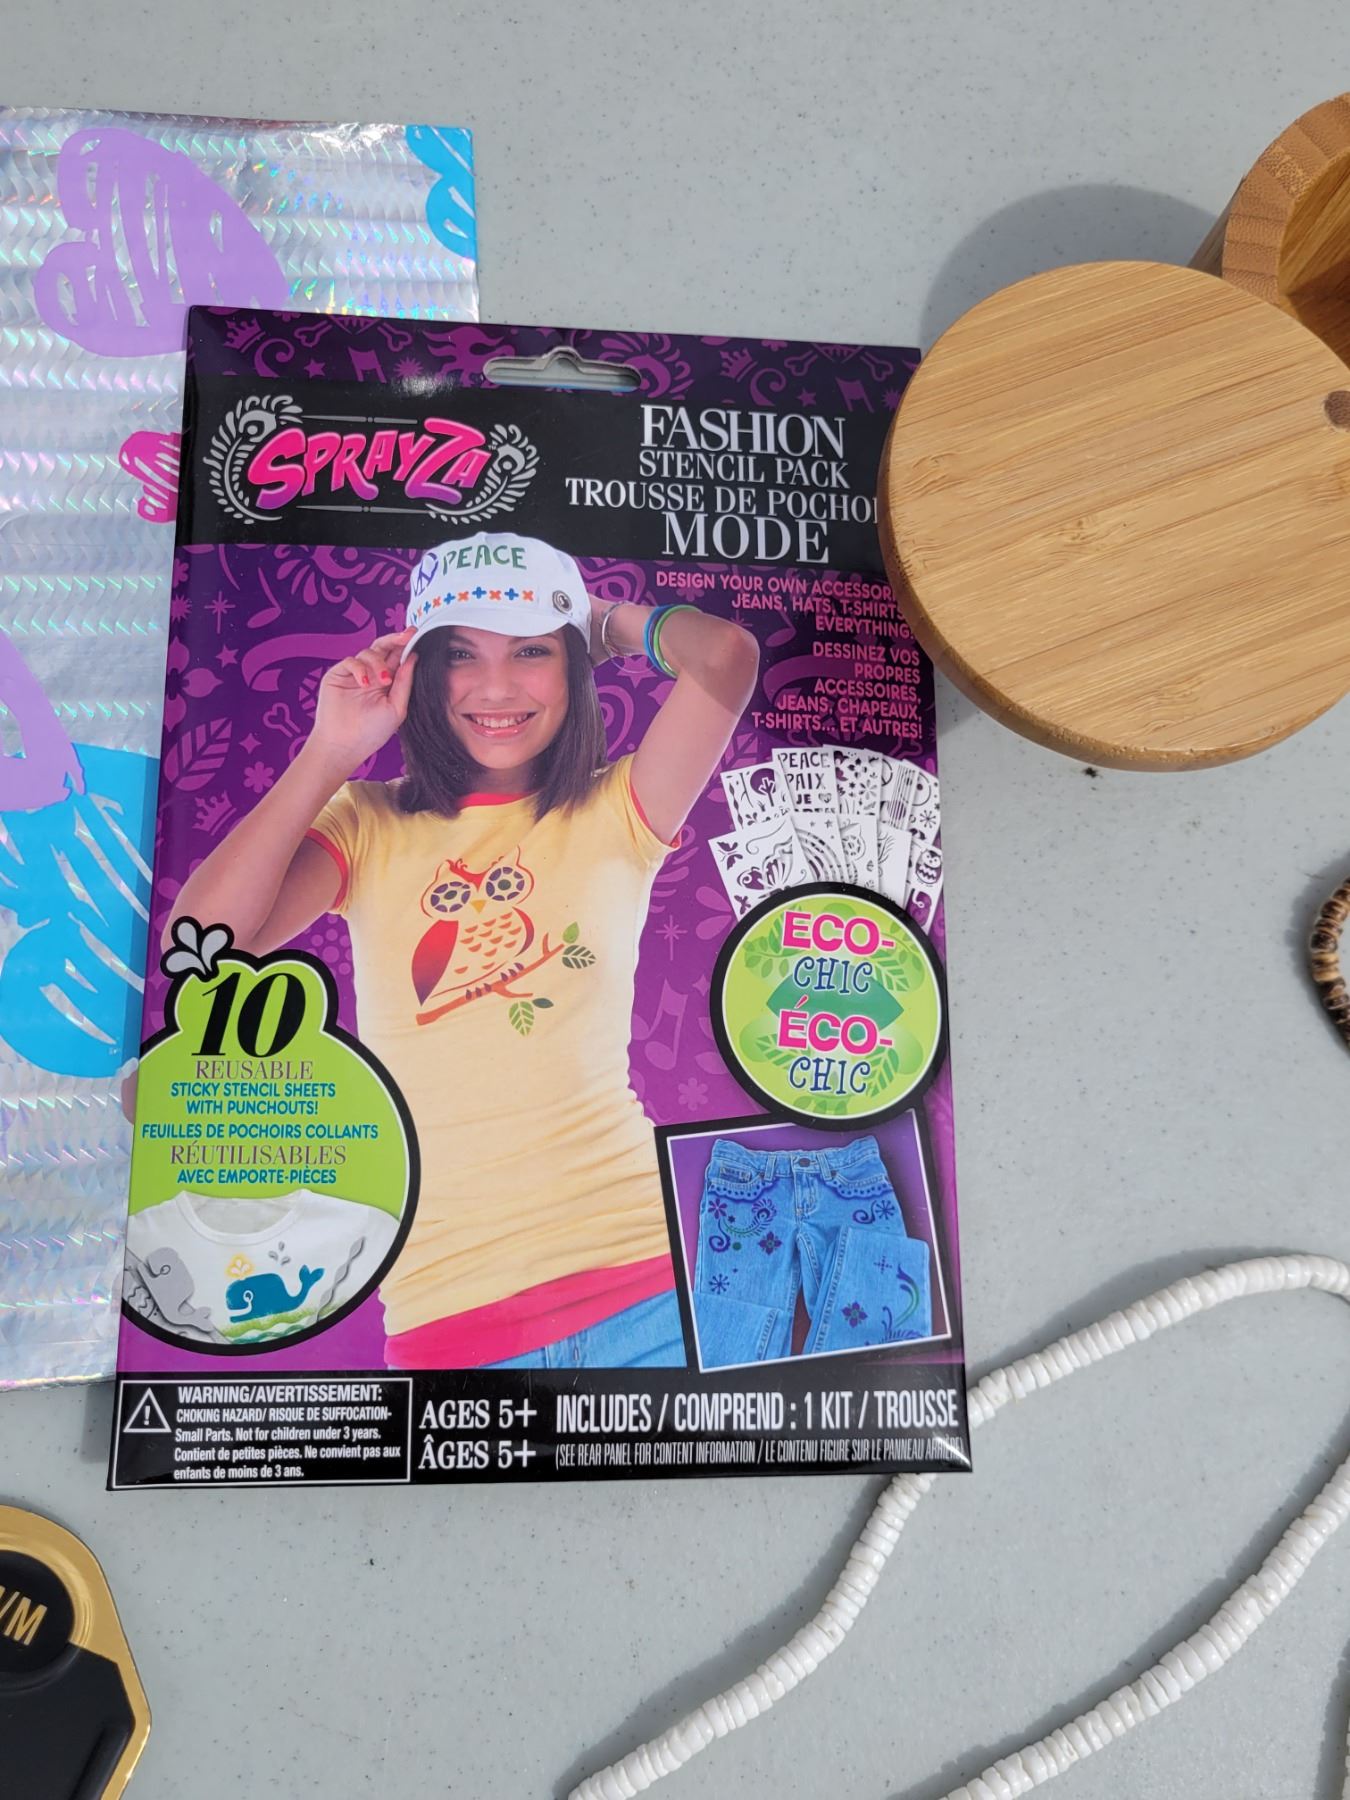 SPRAYZA
FASHION
STENCIL PACK
TROUSSE DE
MODE
PEACE
DESIGN YOUR OWN
JEANS, HATS, T-SHIRTS
EVERYTHING
DESSINEZ VOS
PROPRES
ACCESSOIRES,
JEANS, CHAPEAUX,
T-SHIRTS... ET AUTRES!
PEACE
PAIX
ECO-
CHIC
ÉCO-
CHIC
10
REUSABLE
STICKY STENCIL SHEETS
WITH PUNCHOUTS!
FEUILLES DE POCHOIRS COLLANTS
RÉUTILISABLES
AVEC EMPORTE-PIÈCES
WARNING/AVERTISSEMENT:
CHOKING HAZARD/ RISQUE DE SUFFOCATION-
Small Parts. Not for children under 3 years.
Contient de petites pièces. Ne convient pas aux
enfants de moins de 3 ans.
AGES 5+
ÂGES 5+
INCLUDES / COMPREND : 1 KIT / TROUSSE
(SEE REAR PANEL FOR CONTENT INFORMATION / LE CONTENU FIGURE SUR LE PANNEAU ARRIÈRE)